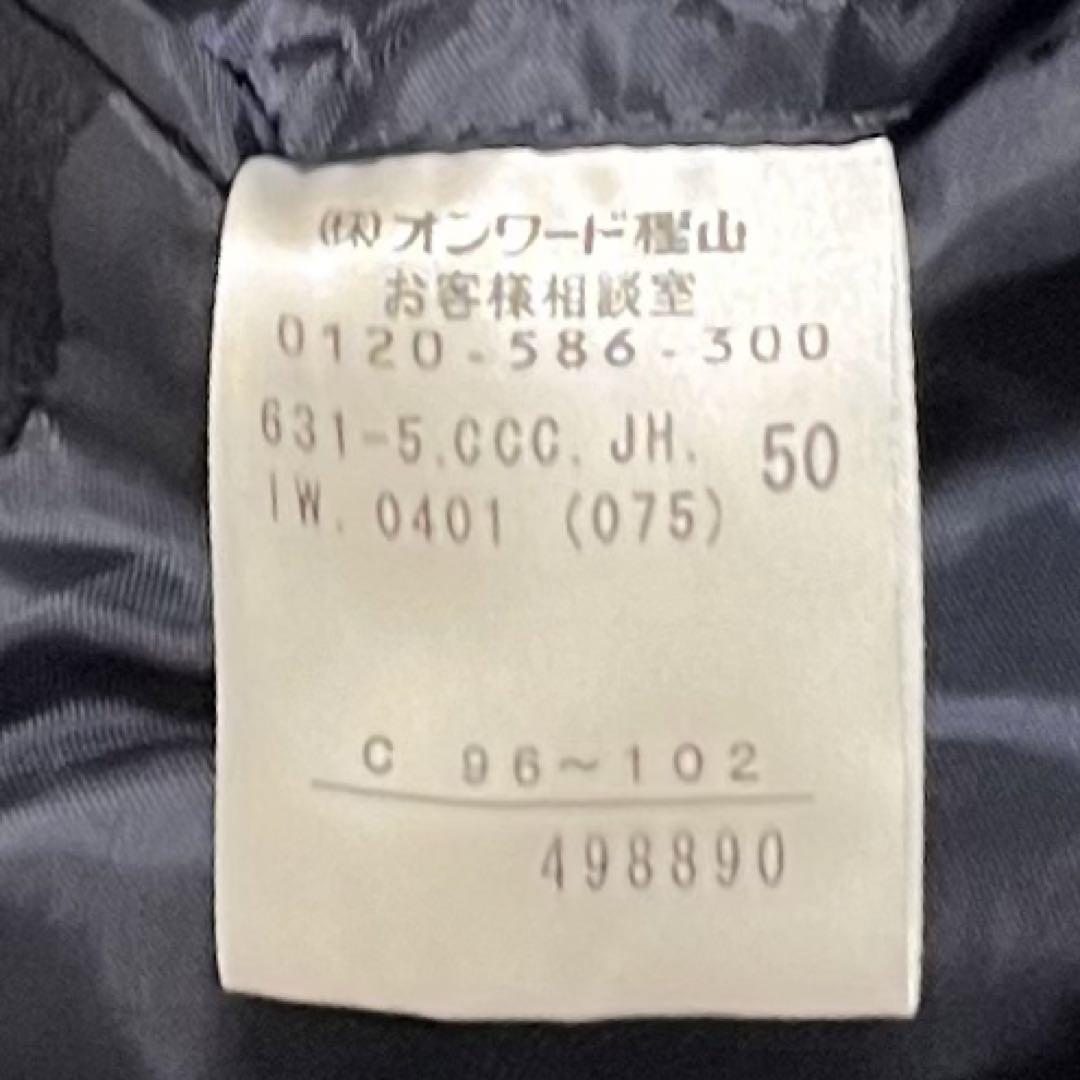 (株)オンワード樫山
お客様相談室
0120-586-300
631-5.CCC.JH. 50
IW.0401 (075)
C 96~102
498890